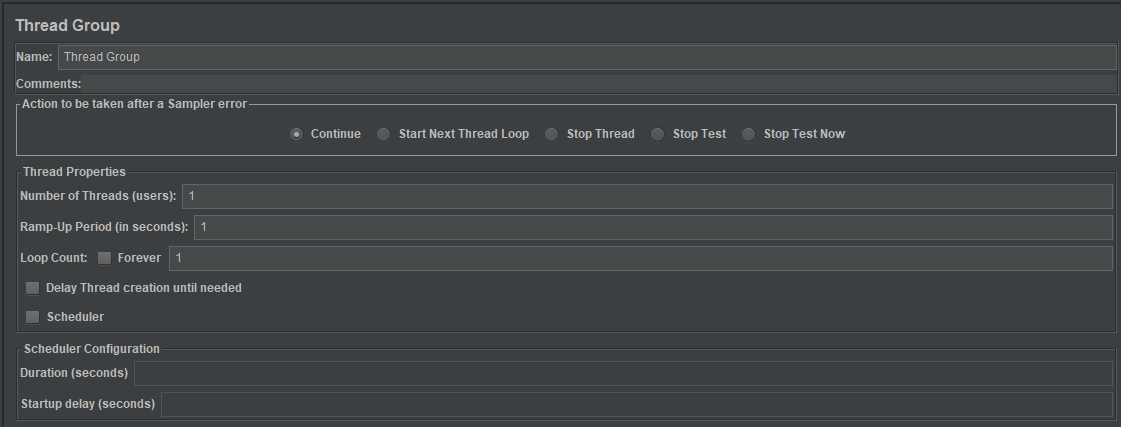 Thread Group
Name: Thread Group
Comments:
Action to be taken after a Sampler error
Continue Start Next Thread Loop Stop Thread Stop Test Stop Test Now
Thread Properties
Number of Threads (users): 1
Ramp-Up Period (in seconds): 1
Loop Count: Forever 1
Delay Thread creation until needed
Scheduler
Scheduler Configuration
Duration (seconds)
Startup delay (seconds)